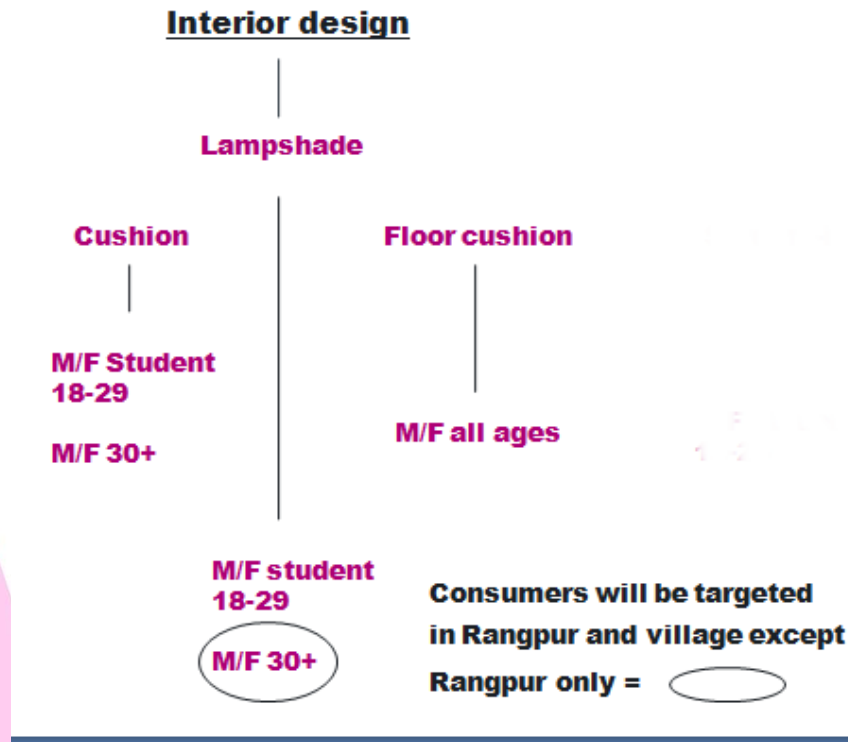 Interior design
Lampshade
Cushion
Floor cushion
M/F Student
18-29
M/F 30+
M/F all ages
M/F student
18-29
M/F 30+
Consumers will be targeted
in Rangpur and village except
Rangpur only =